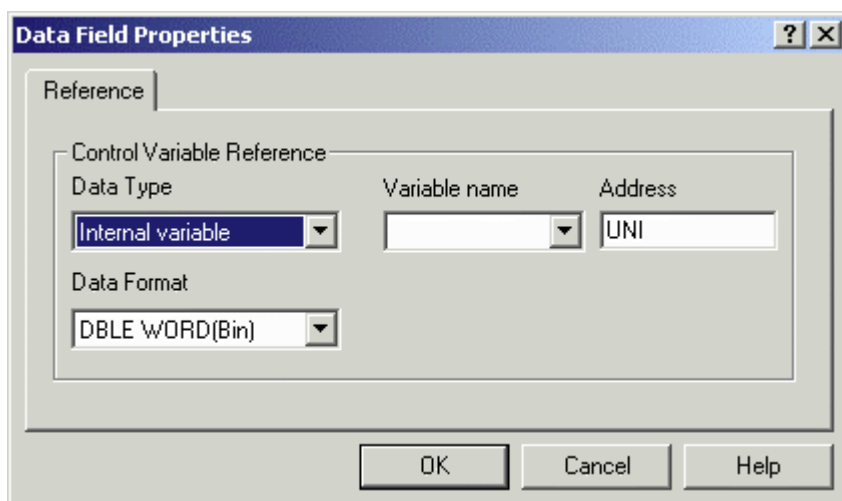 Data Field Properties
Reference
Control Variable Reference
Data Type Variable name Address
Internal variable UNI
Data Format
DBLE WORD(Bin)
OK Cancel Help